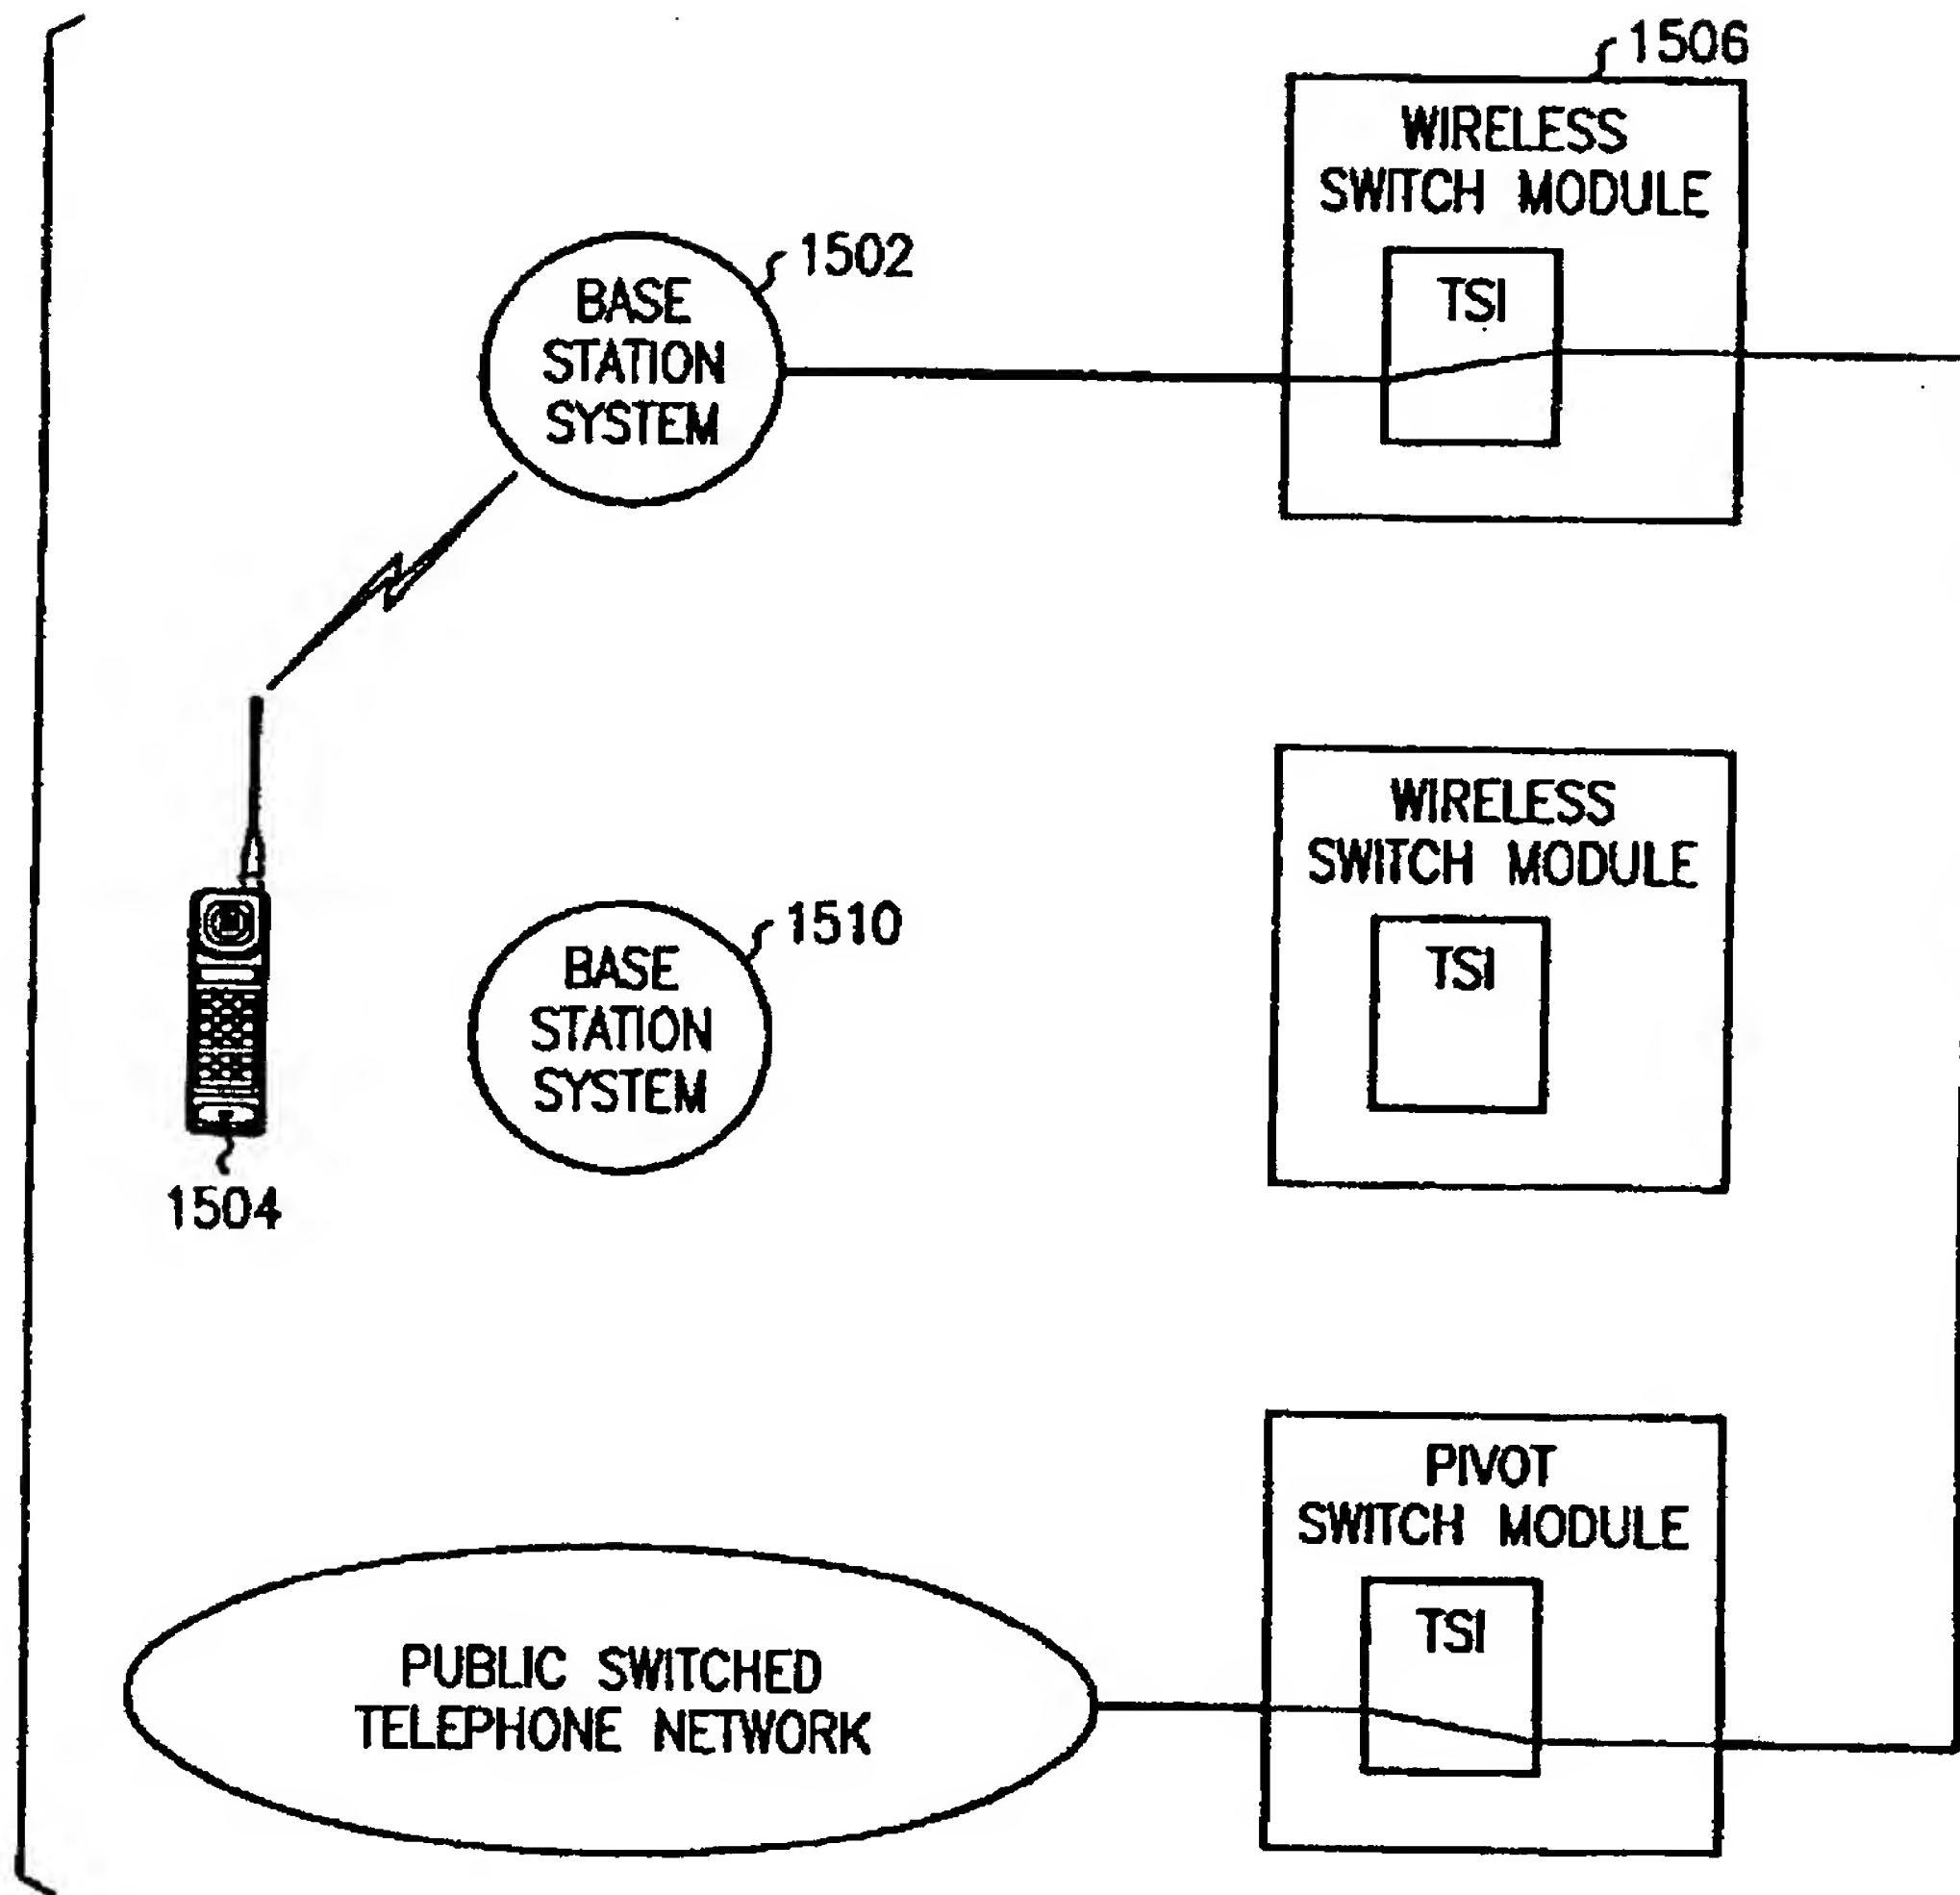 1506
WIRELESS
SWITCH MODULE
TSI
1502
BASE
STATION
SYSTEM
WIRELESS
SWITCH MODULE
TSI
1510
BASE
STATION
SYSTEM
1504
PIVOT
SWITCH MODULE
TSI
PUBLIC SWITCHED
TELEPHONE NETWORK